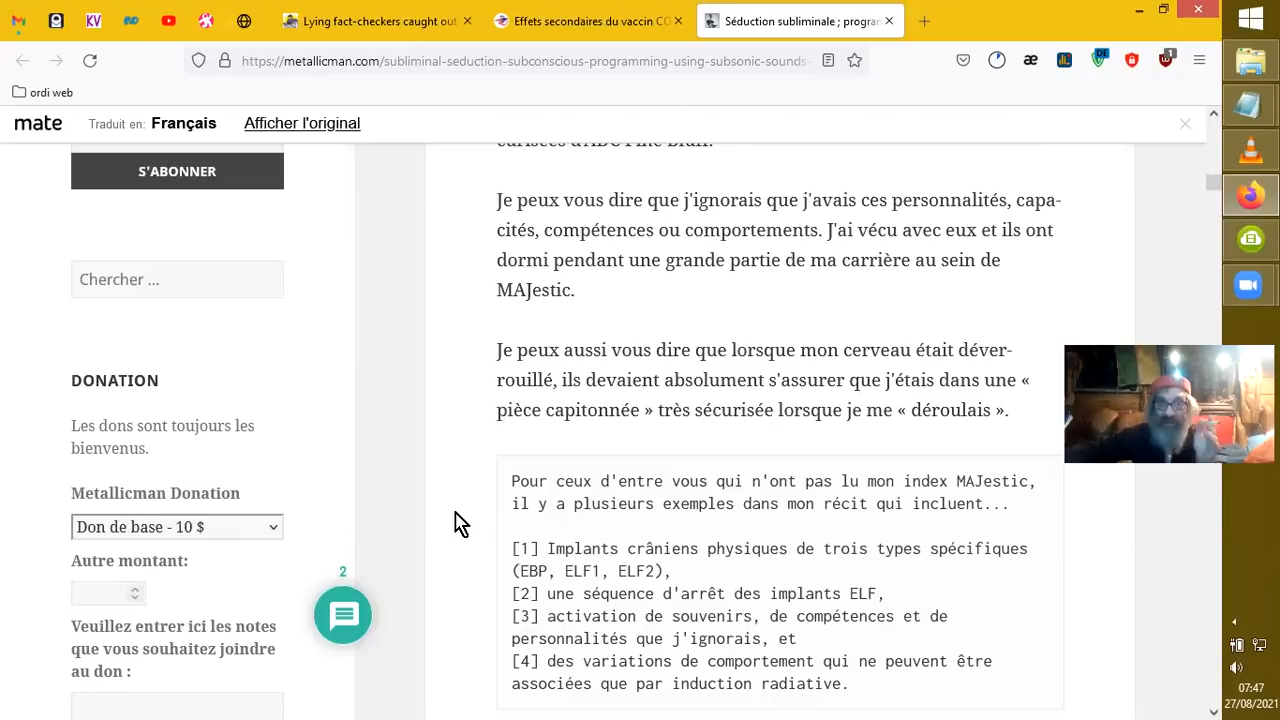 KV
Lying fact-checkers caught out
Effets secondaires du vaccin CO
Séduction subliminale ; progra
https://metallicman.com/subliminal-seduction-subconscious-programming-using-subsonic-sounds-
æ
DE
1
ordi web
mate
Traduit en: Français
Afficher l'original
S'ABONNER
Chercher …
DONATION
Les dons sont toujours les
bienvenus.
Metallicman Donation
Don de base - 10 $
Autre montant:
Veuillez entrer ici les notes
que vous souhaitez joindre
au don :
2
Je peux vous dire que j'ignorais que j'avais ces personnalités, capa-
cités, compétences ou comportements. J'ai vécu avec eux et ils ont
dormi pendant une grande partie de ma carrière au sein de
MAJestic.
Je peux aussi vous dire que lorsque mon cerveau était déver-
rouillé, ils devaient absolument s'assurer que j'étais dans une «
pièce capitonnée » très sécurisée lorsque je me « déroulais ».
Pour ceux d'entre vous qui n'ont pas lu mon index MAJestic,
il y a plusieurs exemples dans mon récit qui incluent...
[1] Implants crâniens physiques de trois types spécifiques
(EBP, ELF1, ELF2),
[2] une séquence d'arrêt des implants ELF,
[3] activation de souvenirs, de compétences et de
personnalités que j'ignorais, et
[4] des variations de comportement qui ne peuvent être
associées que par induction radiative.
07:47
27/08/2021